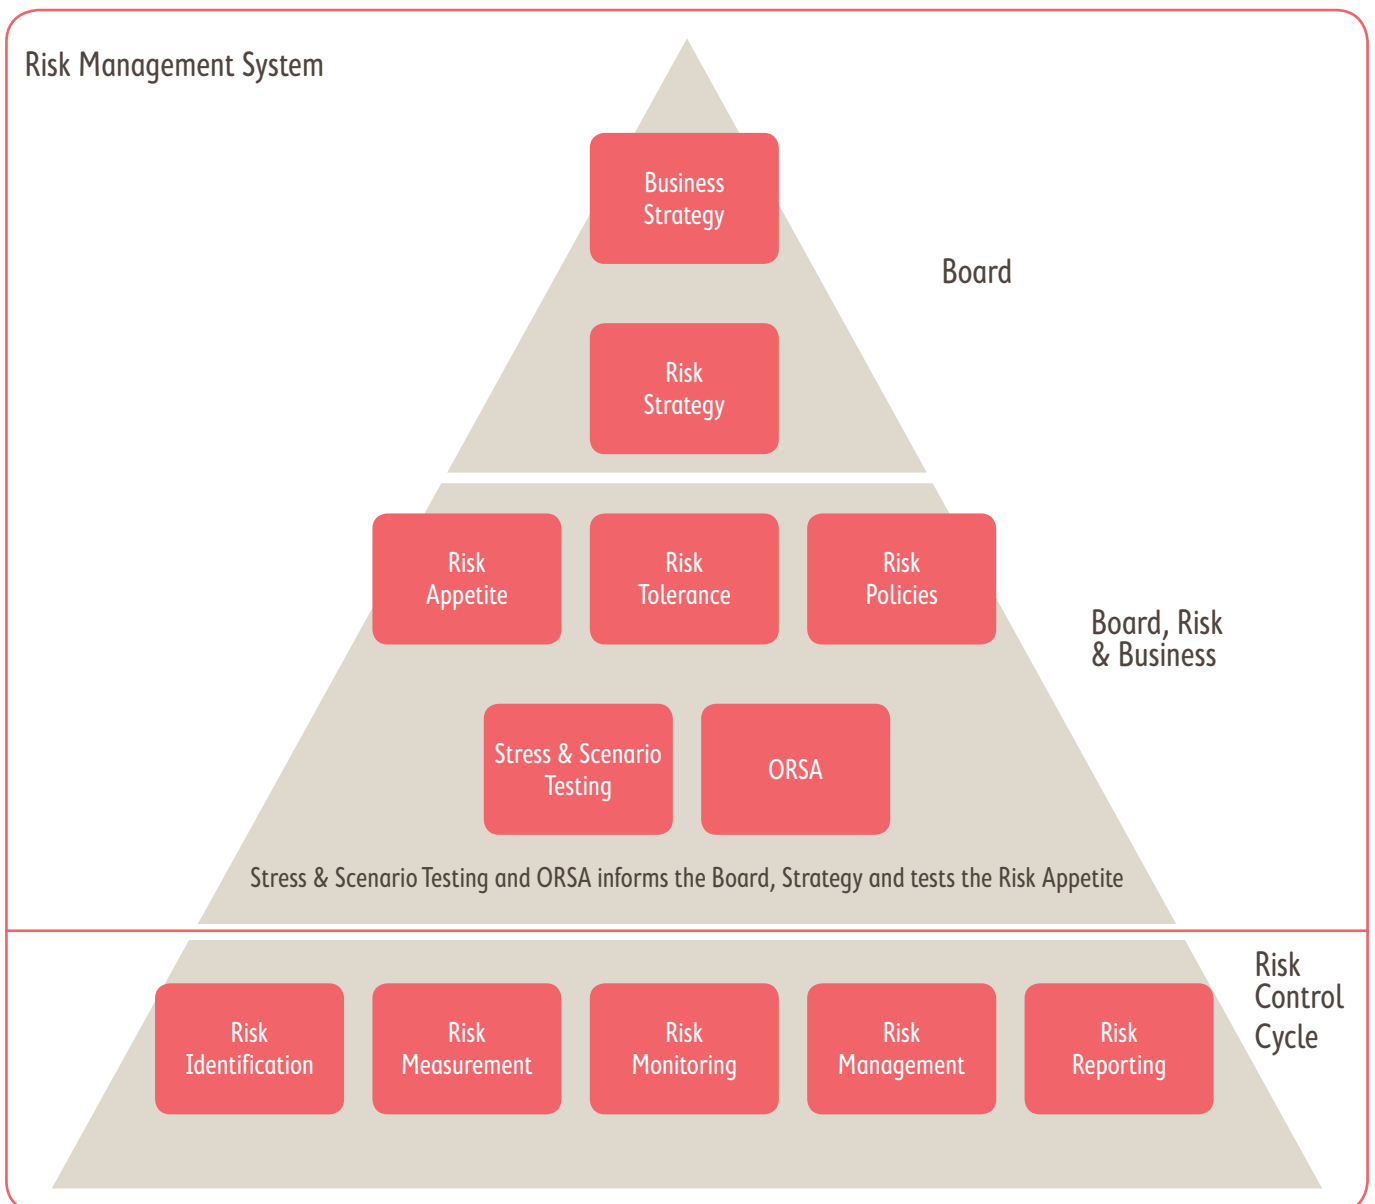 Risk Management System
Business
Strategy
Board
Risk
Strategy
Risk
Appetite
Risk
Tolerance
Risk
Policies
Board, Risk
& Business
Stress & Scenario
Testing
ORSA
Stress & Scenario Testing and ORSA informs the Board, Strategy and tests the Risk Appetite
Risk
Control
Cycle
Risk
Identification
Risk
Measurement
Risk
Monitoring
Risk
Management
Risk
Reporting